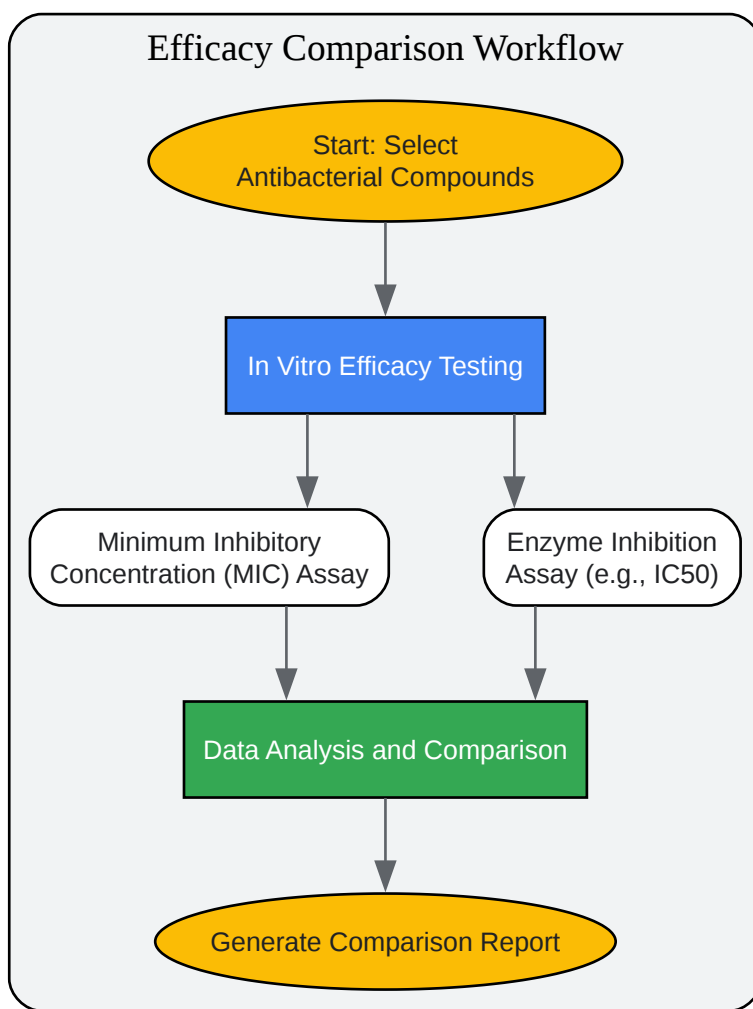 Efficacy Comparison Workflow
Start: Select
Antibacterial Compounds
In Vitro Efficacy Testing
Minimum Inhibitory
Concentration (MIC) Assay
Enzyme Inhibition
Assay (e.g., IC50)
Data Analysis and Comparison
Generate Comparison Report